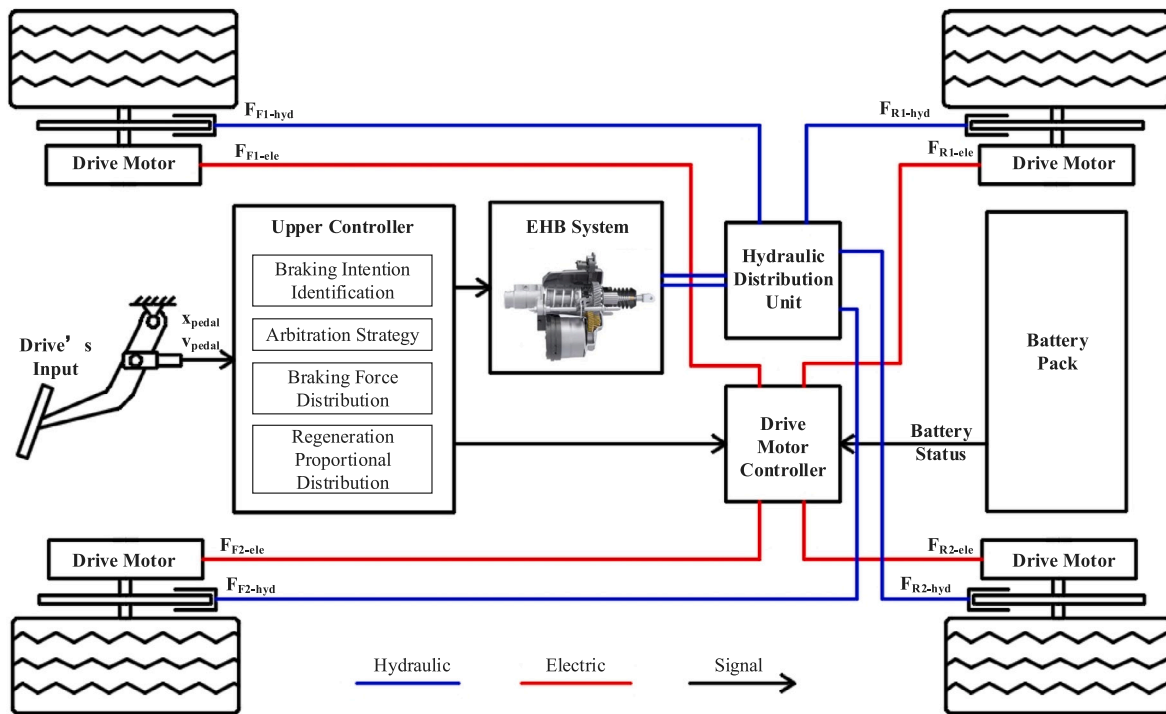 F_F1-hyd
F_R1-hyd
F_F1-ele
F_R1-ele
Drive Motor
Drive Motor
Upper Controller
EHB System
Braking Intention
Identification
Hydraulic
Distribution
Unit
x_pedal
v_pedal
Arbitration Strategy
Drive’s
Input
Battery
Pack
Braking Force
Distribution
Drive
Motor
Controller
Battery
Status
Regeneration
Proportional
Distribution
F_F2-ele
F_R2-ele
Drive Motor
Drive Motor
F_F2-hyd
F_R2-hyd
Hydraulic
Electric
Signal